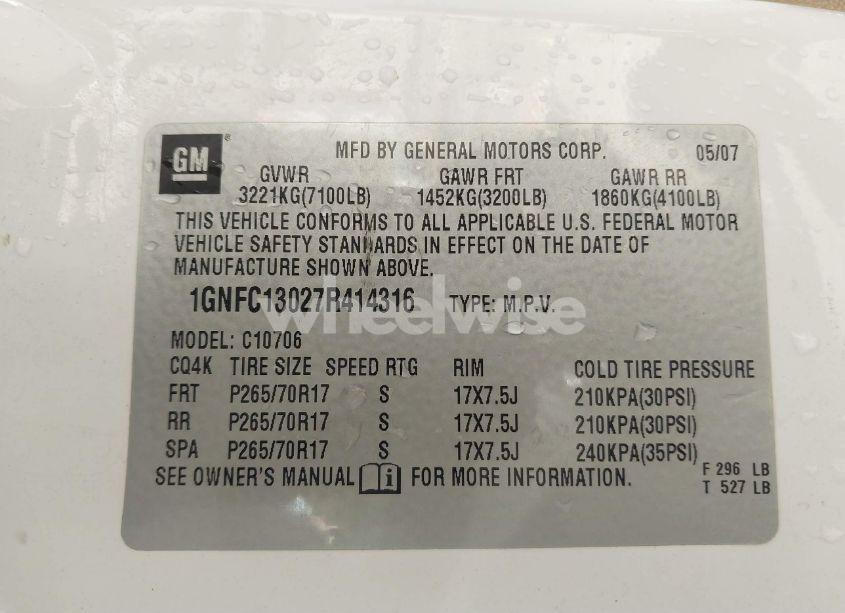 GM ® MFD BY GENERAL MOTORS CORP. 05/07
GVWR GAWR FRT GAWR RR
3221KG(7100LB) 1452KG(3200LB) 1860KG(4100LB)
THIS VEHICLE CONFORMS TO ALL APPLICABLE U.S. FEDERAL MOTOR
VEHICLE SAFETY STANDARDS IN EFFECT ON THE DATE OF
MANUFACTURE SHOWN ABOVE.
1GNFC13027R414316 TYPE: M.P.V.
wheelwise
MODEL: C10706
CQ4K TIRE SIZE SPEED RTG RIM COLD TIRE PRESSURE
FRT P265/70R17 S 17X7.5J 210KPA(30PSI)
RR P265/70R17 S 17X7.5J 210KPA(30PSI)
SPA P265/70R17 S 17X7.5J 240KPA(35PSI)
SEE OWNER'S MANUAL i FOR MORE INFORMATION.
F 296 LB
T 527 LB